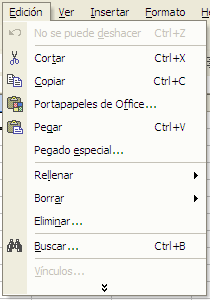 Edición Ver Insertar Formato
No se puede deshacer Ctrl+Z
Cortar Ctrl+X
Copiar Ctrl+C
Portapapeles de Office...
Pegar Ctrl+V
Pegado especial...
Rellenar
Borrar
Eliminar...
Buscar... Ctrl+B
Vínculos...